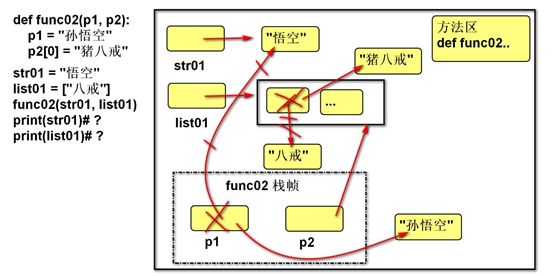 def func02(p1, p2):
p1 = "孙悟空"
p2[0] = "猪八戒"
str01 = "悟空"
list01 = ["八戒"]
func02(str01, list01)
print(str01)# ?
print(list01)# ?
"悟空"
str01
"猪八戒"
方法区
def func02..
list01
...
"八戒"
func02 栈帧
p1
p2
"孙悟空"